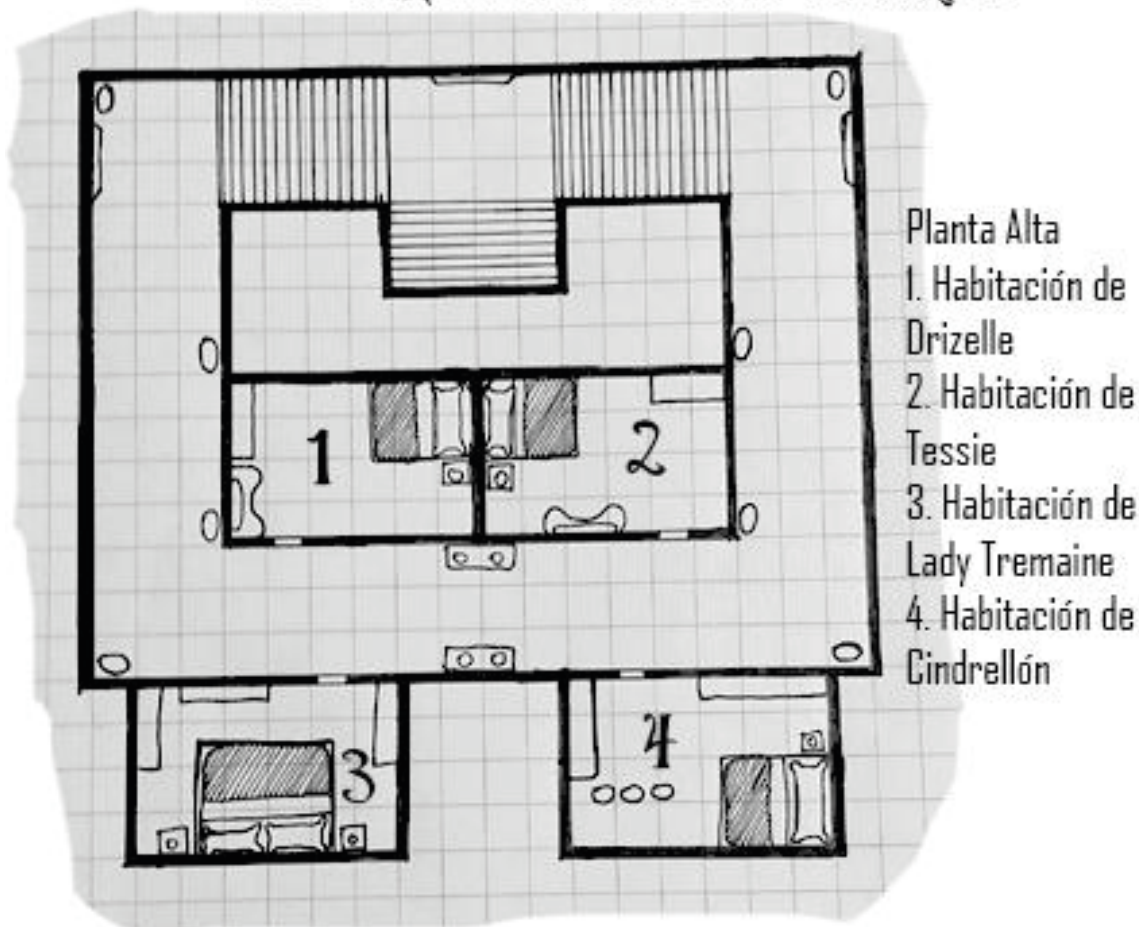 Planta Alta
1. Habitación de
Drizelle
2. Habitación de
Tessie
3. Habitación de
Lady Tremaine
4. Habitación de
Cindrellón
1
2
3
4